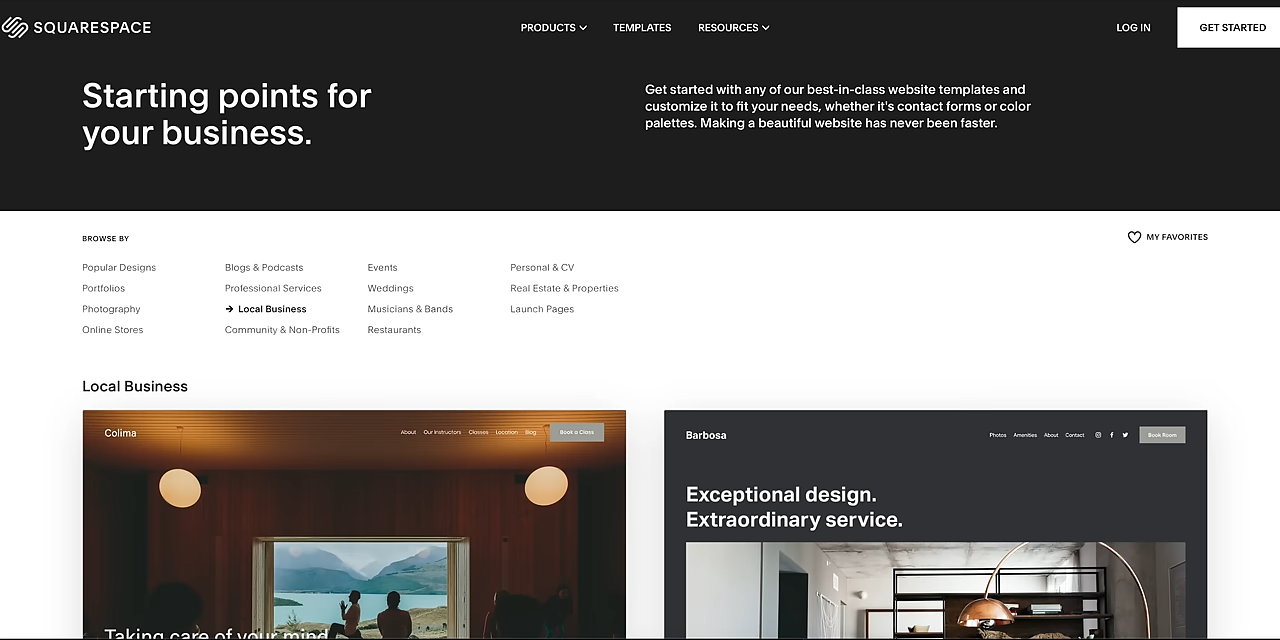 SQUARESPACE
PRODUCTS
TEMPLATES
RESOURCES
LOG IN
GET STARTED
Starting points for
your business.
Get started with any of our best-in-class website templates and
customize it to fit your needs, whether it's contact forms or color
palettes. Making a beautiful website has never been faster.
BROWSE BY
MY FAVORITES
Popular Designs
Portfolios
Photography
Online Stores
Blogs & Podcasts
Professional Services
Local Business
Community & Non-Profits
Events
Weddings
Musicians & Bands
Restaurants
Personal & CV
Real Estate & Properties
Launch Pages
Local Business
Colima
About Our Instructors Classes Location Blog Book a Class
Taking care of your mind
Barbosa
Photos Amenities About Contact Book Room
Exceptional design.
Extraordinary service.